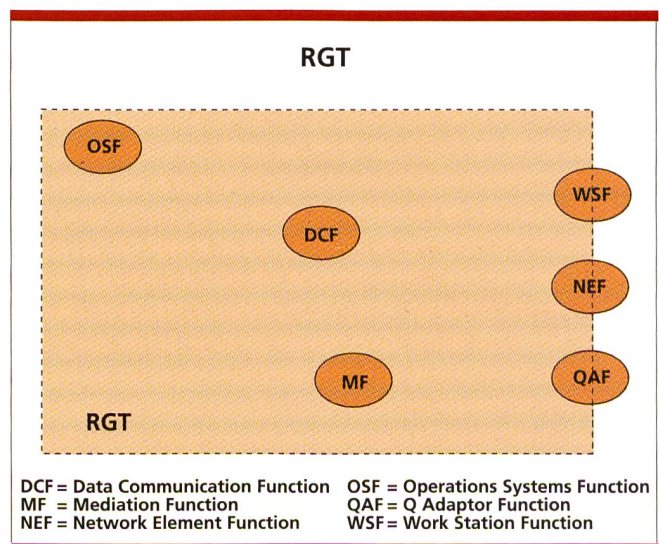 RGT
OSF
WSF
DCF
NEF
MF
QAF
RGT
DCF = Data Communication Function
OSF = Operations Systems Function
MF = Mediation Function
QAF = Q Adaptor Function
NEF = Network Element Function
WSF = Work Station Function